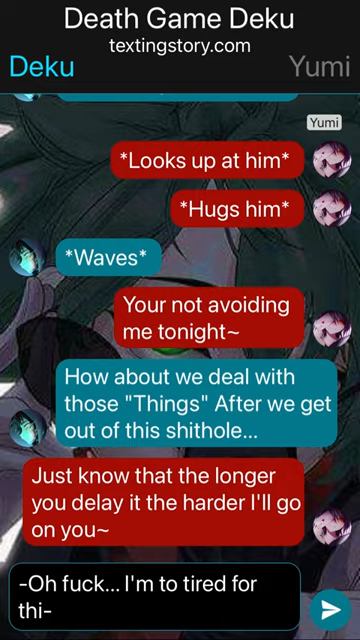 Death Game Deku
textingstory.com
Deku
Yumi
Yumi
*Looks up at him*
*Hugs him*
*Waves*
Your not avoiding
me tonight~
How about we deal with
those "Things" After we get
out of this shithole...
Just know that the longer
you delay it the harder I'll go
on you~
-Oh fuck... I'm to tired for
thi-